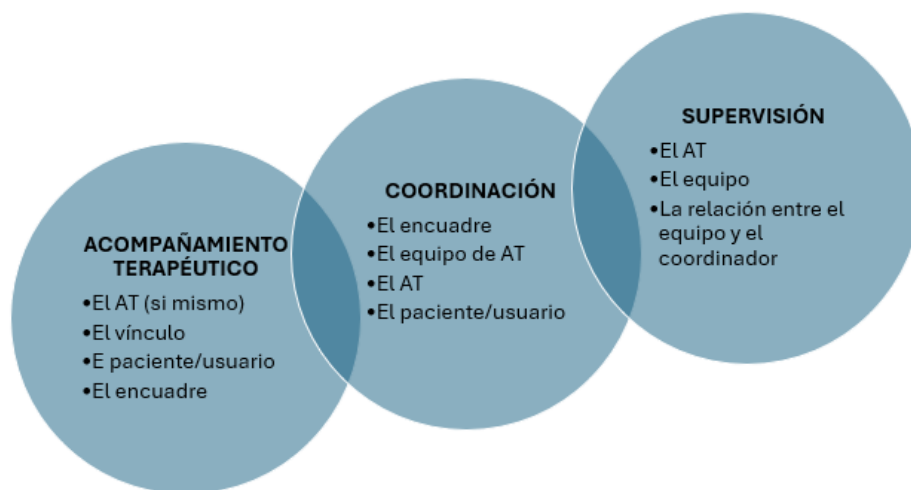 ACOMPAÑAMIENTO
TERAPÉUTICO
•El AT (si mismo)
•El vínculo
•E paciente/usuario
•El encuadre
COORDINACIÓN
•El encuadre
•El equipo de AT
•El AT
•El paciente/usuario
SUPERVISIÓN
•El AT
•El equipo
•La relación entre el
equipo y el
coordinador